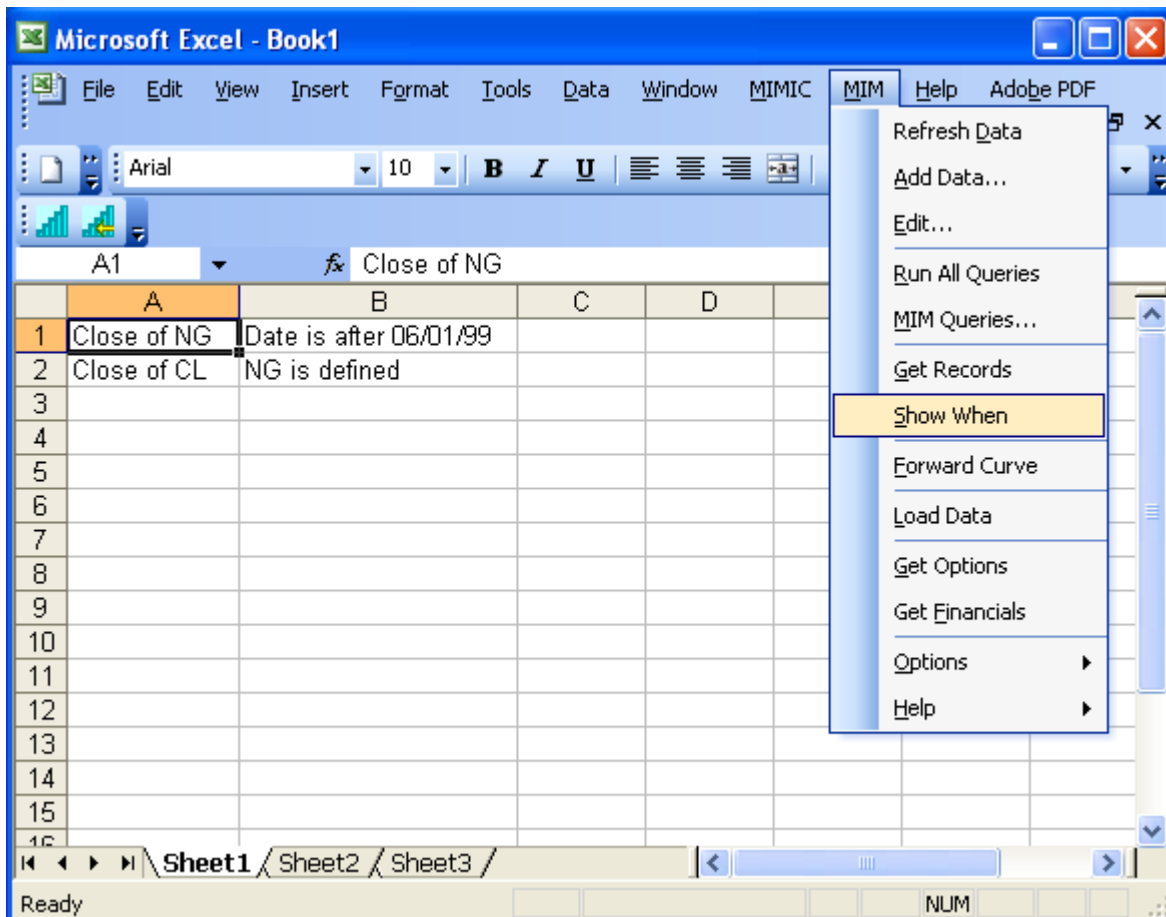 Microsoft Excel - Book1
File Edit View Insert Format Tools Data Window MIMIC MIM Help Adobe PDF
Arial 10 B I U
A1 fx Close of NG
A B C D
1 Close of NG Date is after 06/01/99
2 Close of CL NG is defined
3
4
5
6
7
8
9
10
11
12
13
14
15
16
Refresh Data
Add Data...
Edit...
Run All Queries
MIM Queries...
Get Records
Show When
Forward Curve
Load Data
Get Options
Get Financials
Options
Help
Sheet1 Sheet2 Sheet3
Ready NUM